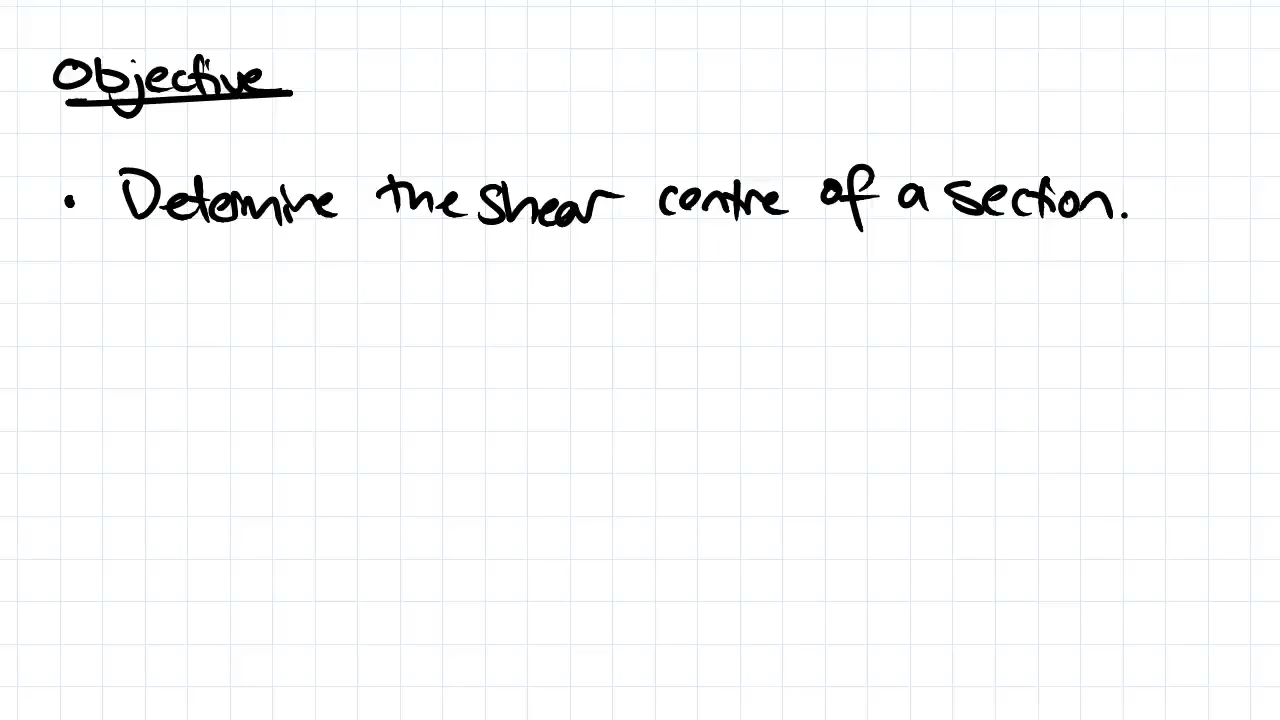 Objective
• Determine the shear centre of a section.